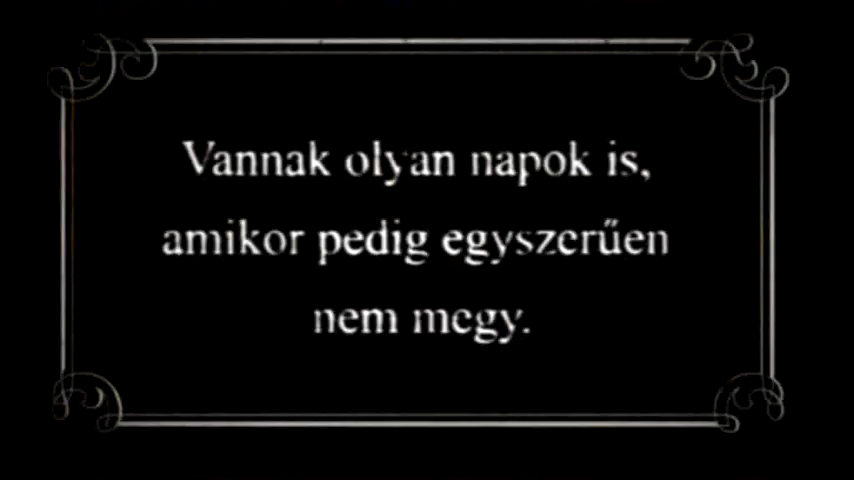 Vannak olyan napok is,
amikor pedig egyszerűen
nem megy.